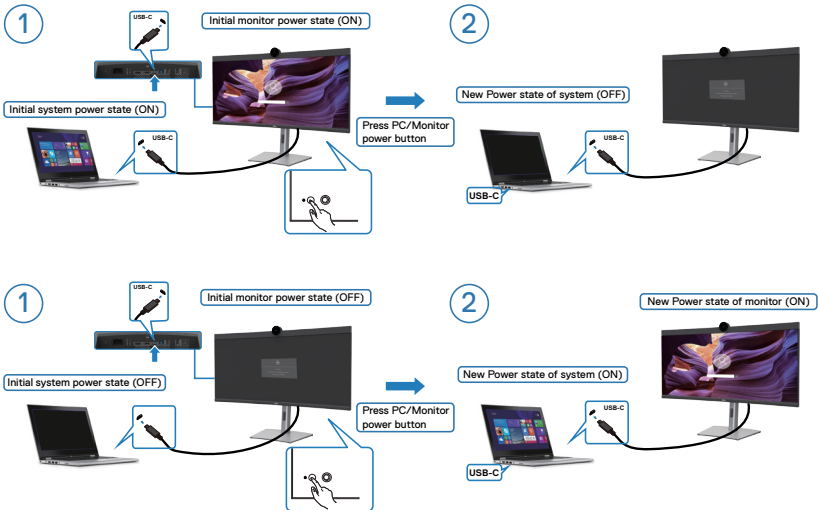 1
USB-C
Initial monitor power state (ON)
2
Initial system power state (ON)
USB-C
Press PC/Monitor
power button
New Power state of system (OFF)
USB-C
USB-C
1
USB-C
Initial monitor power state (OFF)
2
New Power state of monitor (ON)
Initial system power state (OFF)
USB-C
Press PC/Monitor
power button
New Power state of system (ON)
USB-C
USB-C